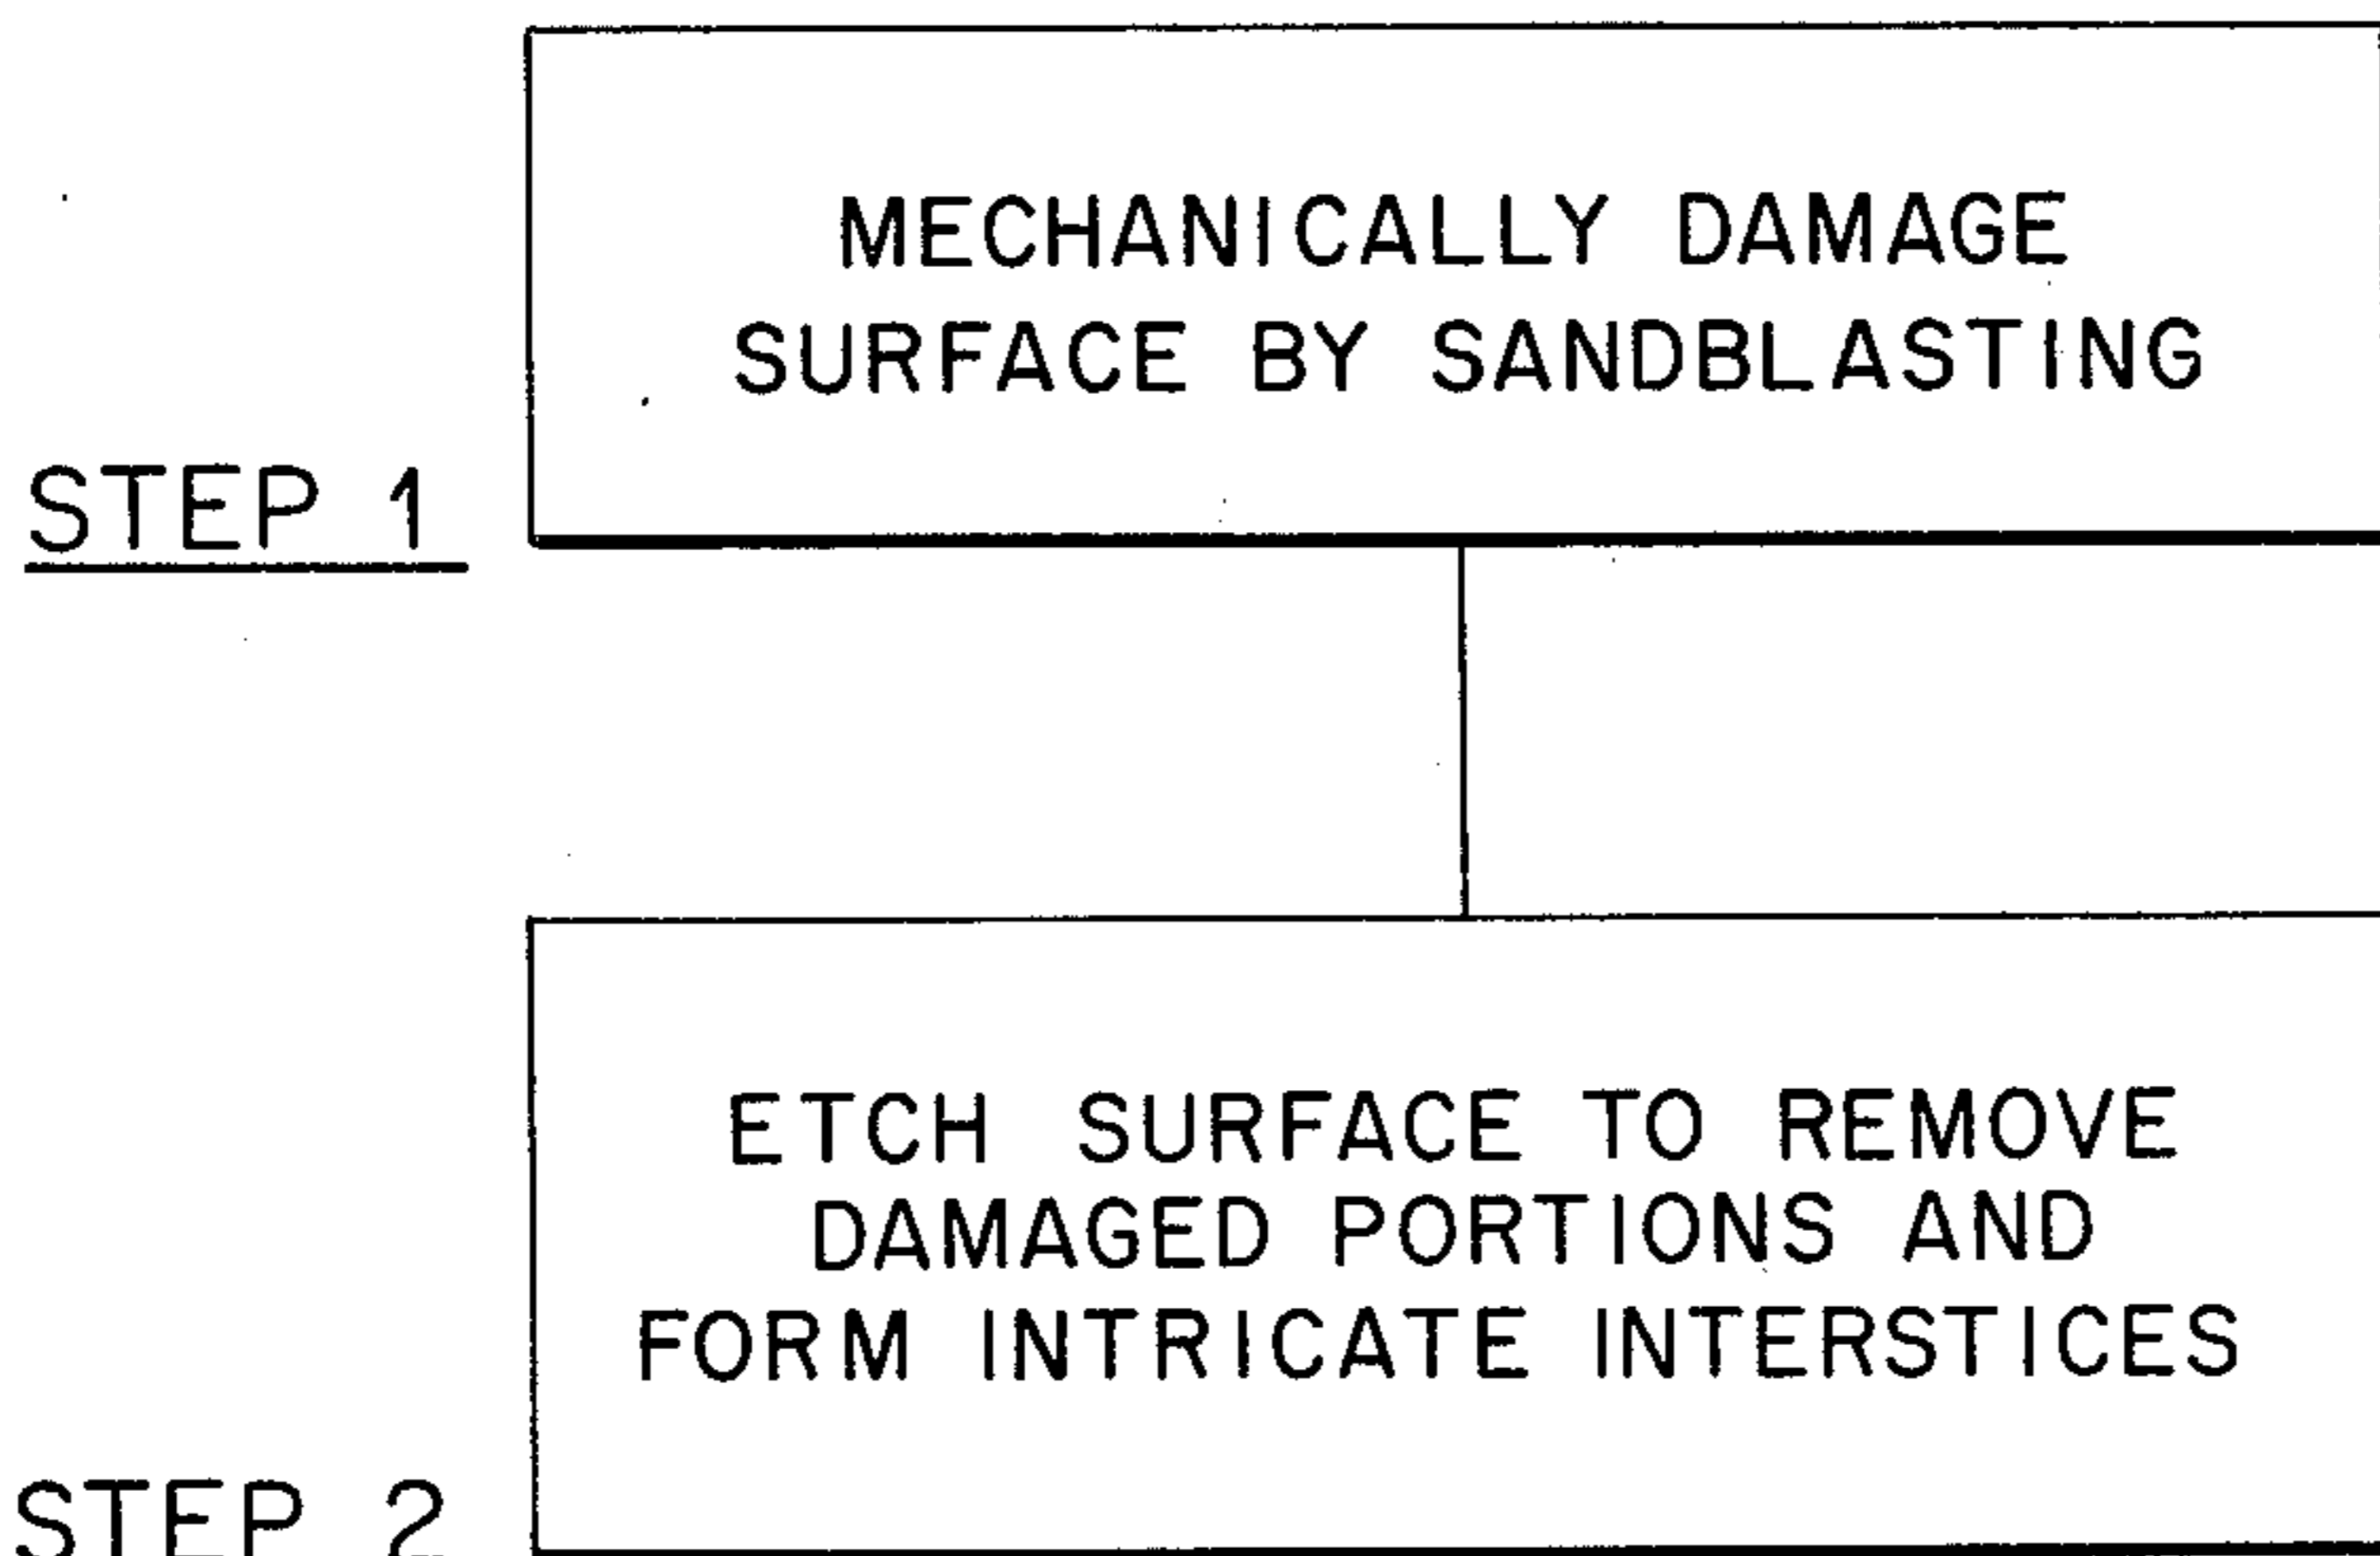 MECHANICALLY DAMAGE
SURFACE BY SANDBLASTING
STEP 1
ETCH SURFACE TO REMOVE
DAMAGED PORTIONS AND
FORM INTRICATE INTERSTICES
STEP 2